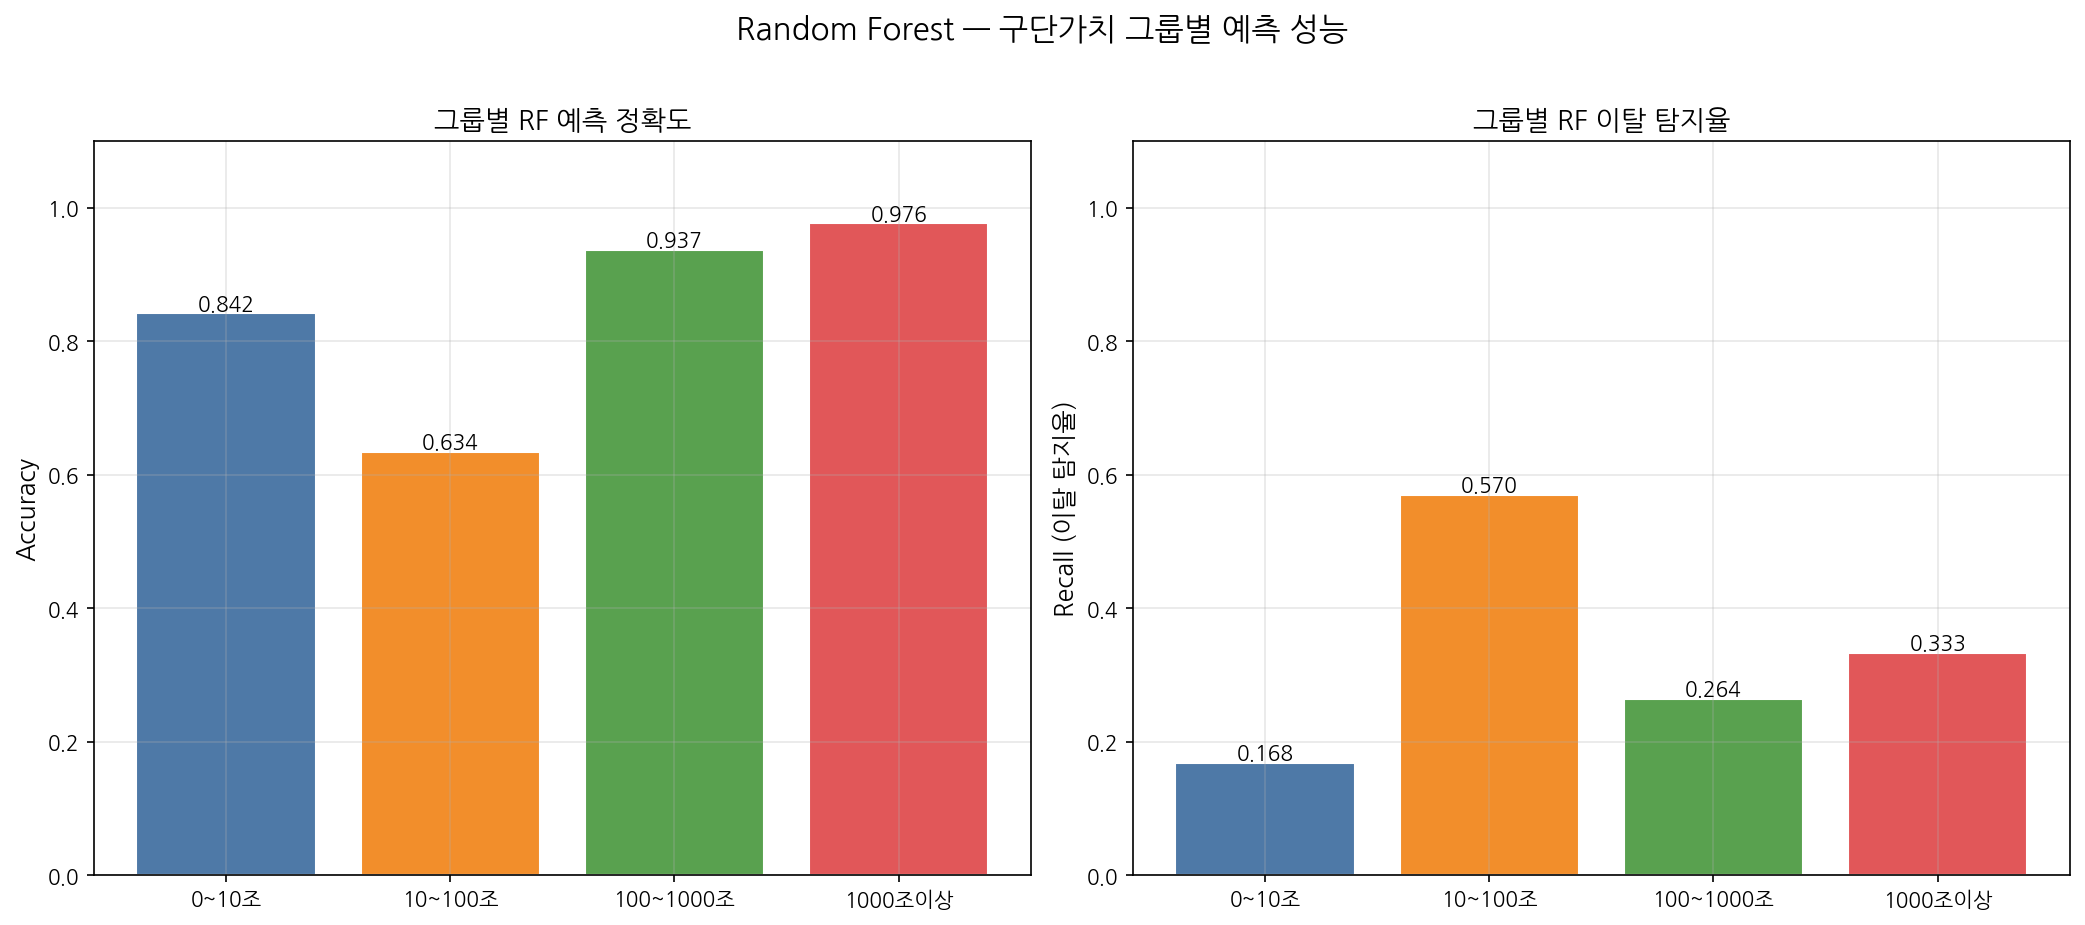 Random Forest — 구단가치 그룹별 예측 성능
그룹별 RF 예측 정확도
Accuracy
1.0
0.8
0.6
0.4
0.2
0.0
0.842
0.634
0.937
0.976
0~10조
10~100조
100~1000조
1000조이상
그룹별 RF 이탈 탐지율
Recall (이탈 탐지율)
1.0
0.8
0.6
0.4
0.2
0.0
0.168
0.570
0.264
0.333
0~10조
10~100조
100~1000조
1000조이상